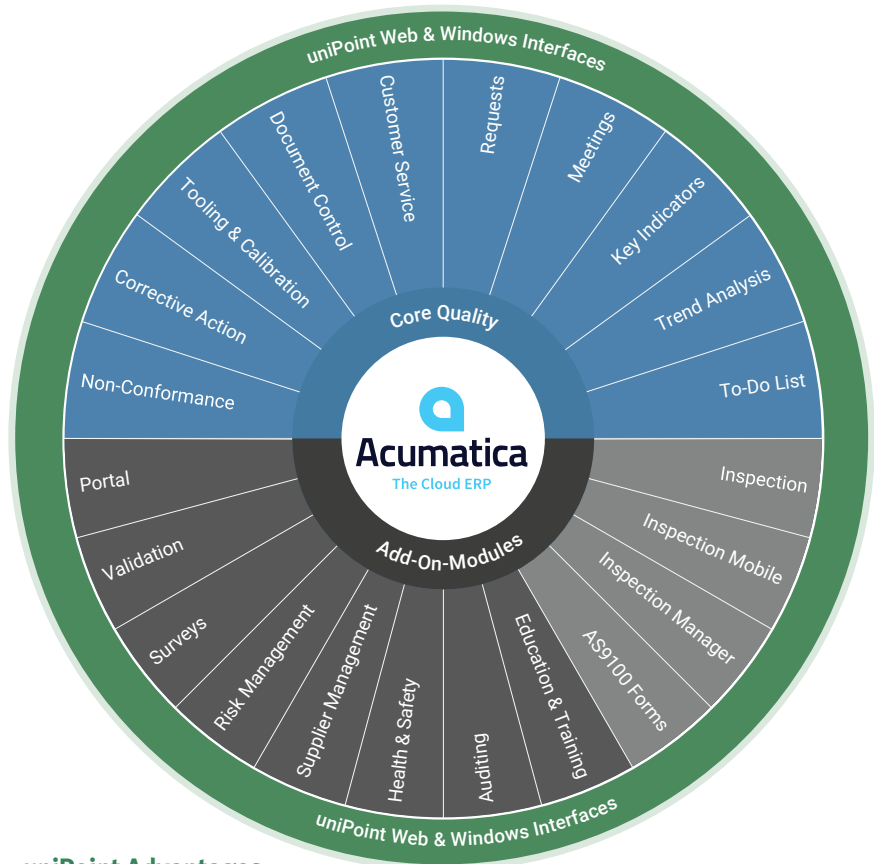 uniPoint Web & Windows Interfaces
Non-Conformance
Corrective Action
Tooling & Calibration
Document Control
Customer Service
Requests
Meetings
Key Indicators
Trend Analysis
To-Do List
Core Quality
Acumatica
The Cloud ERP
Add-On-Modules
Portal
Validation
Surveys
Risk Management
Supplier Management
Health & Safety
Auditing
Education & Training
AS9100 Forms
Inspection Manager
Inspection Mobile
Inspection
uniPoint Web & Windows Interfaces
uniPoint Advantages